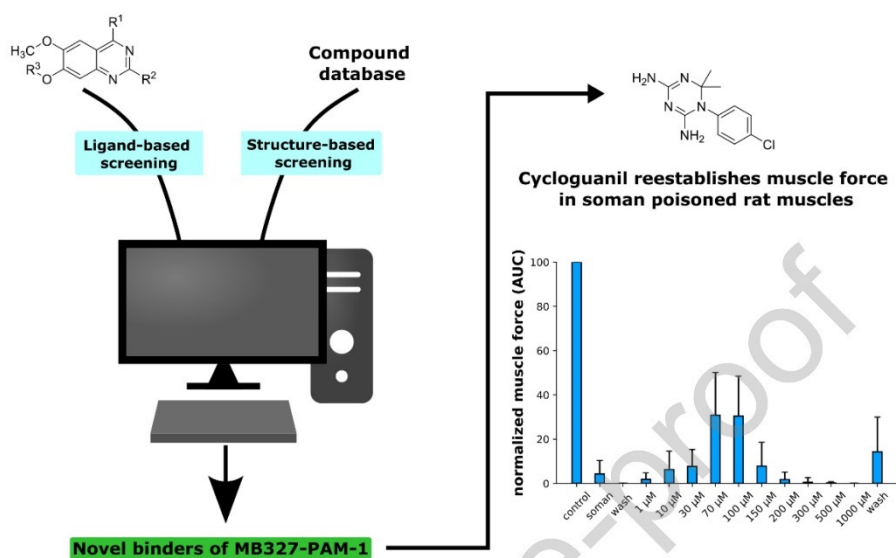 R¹
H₃C
O
N
R³
O
N
R²
Compound
database
Ligand-based
screening
Structure-based
screening
Novel binders of MB327-PAM-1
H₂N
N
N
N
NH₂
Cl
Cycloguanil reestablishes muscle force
in soman poisoned rat muscles
normalized muscle force (AUC)
100
80
60
40
20
0
control
soman
wash
1 µM
10 µM
30 µM
70 µM
100 µM
150 µM
200 µM
300 µM
500 µM
1000 µM
wash
e-proof